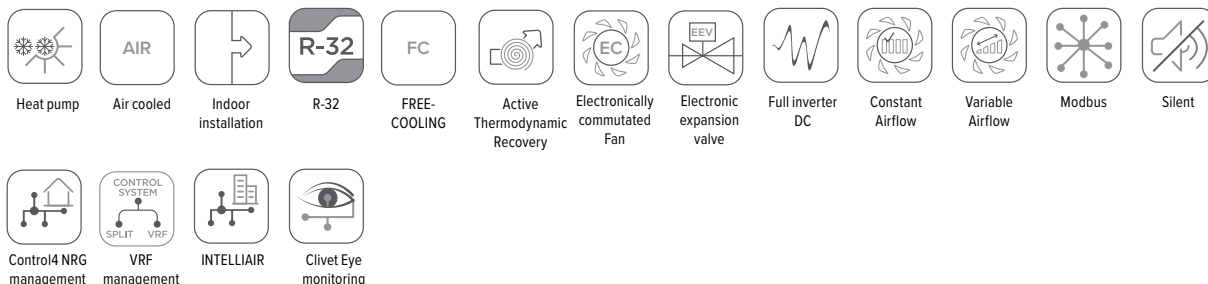 AIR
R-32
FC
EC
EEV
Heat pump
Air cooled
Indoor
installation
R-32
FREE-
COOLING
Active
Thermodynamic
Recovery
Electronically
commutated
Fan
Electronic
expansion
valve
Full inverter
DC
Constant
Airflow
Variable
Airflow
Modbus
Silent
CONTROL
SYSTEM
SPLIT VRF
Control4 NRG
management
VRF
management
INTELLIAIR
Clivet Eye
monitoring